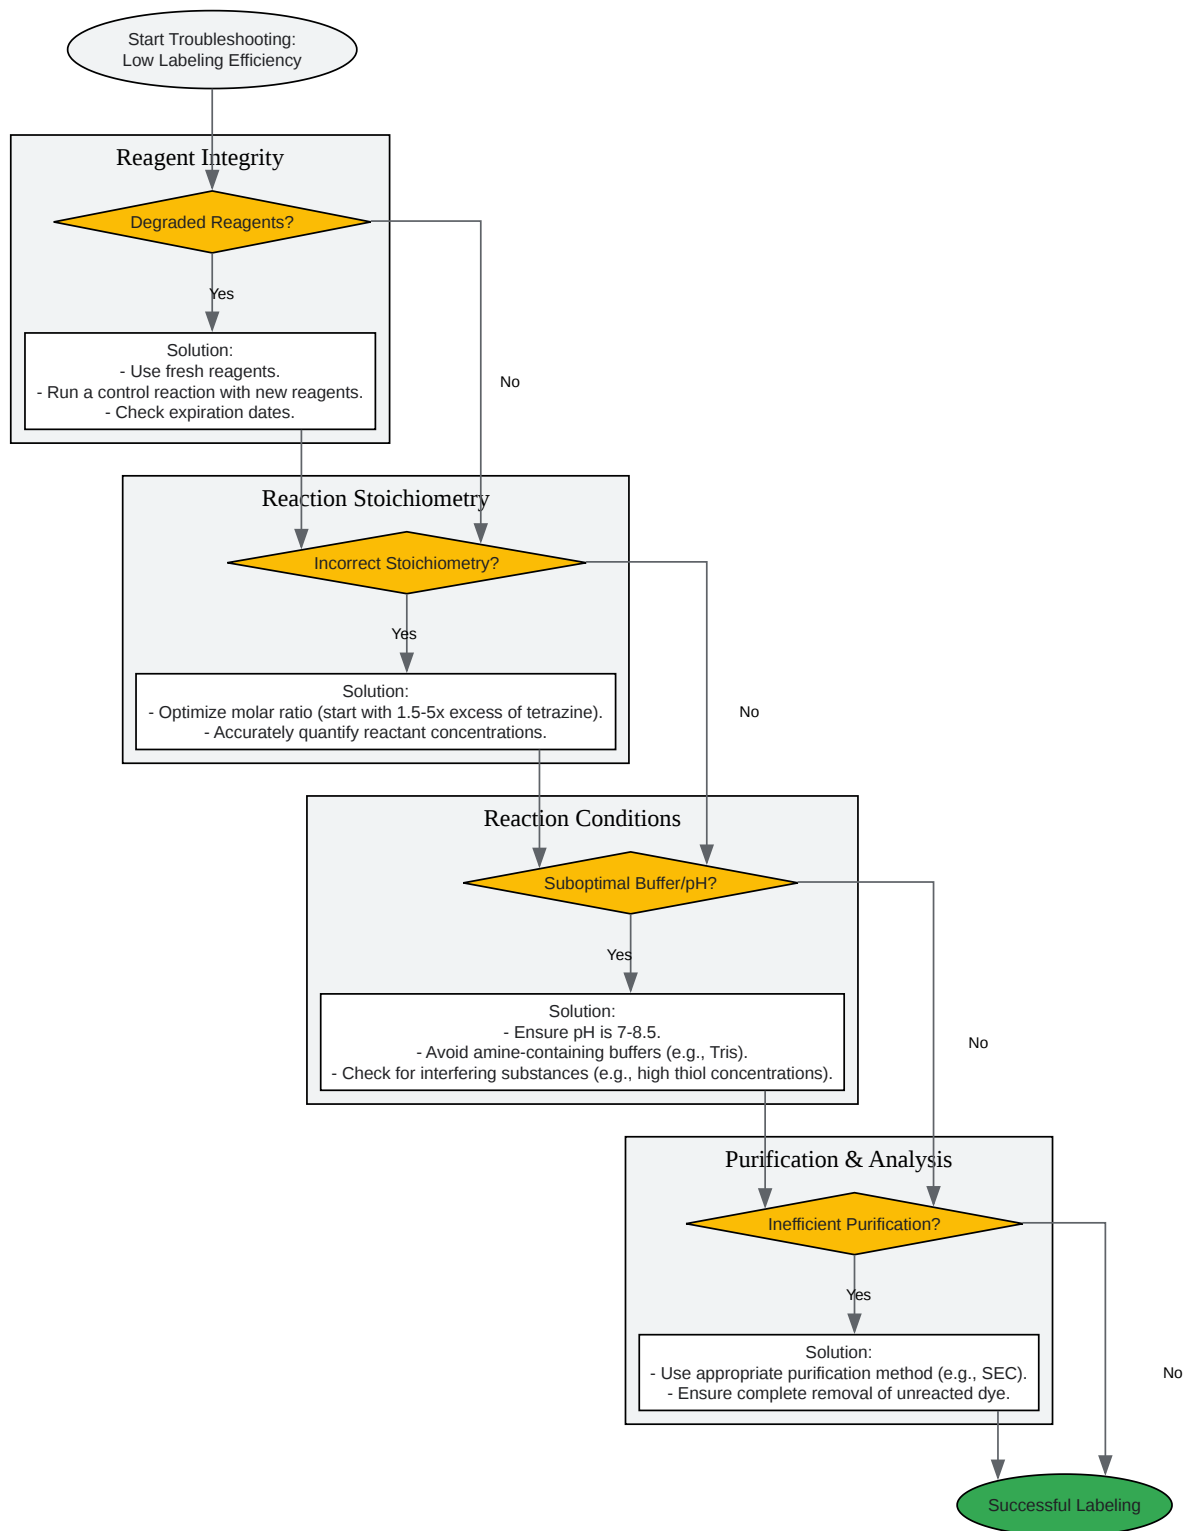 Start Troubleshooting:
Low Labeling Efficiency
Reagent Integrity
Degraded Reagents?
Yes
Solution:
- Use fresh reagents.
- Run a control reaction with new reagents.
- Check expiration dates.
No
Reaction Stoichiometry
Incorrect Stoichiometry?
Yes
Solution:
- Optimize molar ratio (start with 1.5-5x excess of tetrazine).
- Accurately quantify reactant concentrations.
No
Reaction Conditions
Suboptimal Buffer/pH?
Yes
Solution:
- Ensure pH is 7-8.5.
- Avoid amine-containing buffers (e.g., Tris).
- Check for interfering substances (e.g., high thiol concentrations).
No
Purification & Analysis
Inefficient Purification?
Yes
Solution:
- Use appropriate purification method (e.g., SEC).
- Ensure complete removal of unreacted dye.
No
Successful Labeling